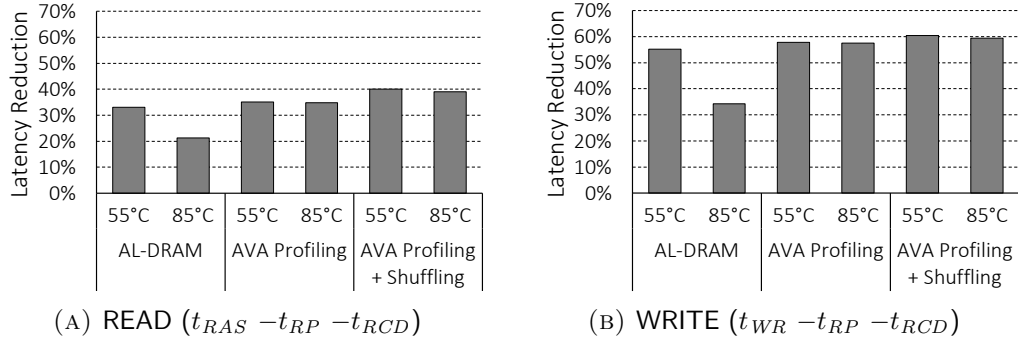 Latency Reduction
70%
60%
50%
40%
30%
20%
10%
0%
55°C 85°C 55°C 85°C 55°C 85°C
AL-DRAM AVA Profiling AVA Profiling
+ Shuffling
(A) READ (tRAS −tRP −tRCD)
Latency Reduction
70%
60%
50%
40%
30%
20%
10%
0%
55°C 85°C 55°C 85°C 55°C 85°C
AL-DRAM AVA Profiling AVA Profiling
+ Shuffling
(B) WRITE (tWR −tRP −tRCD)